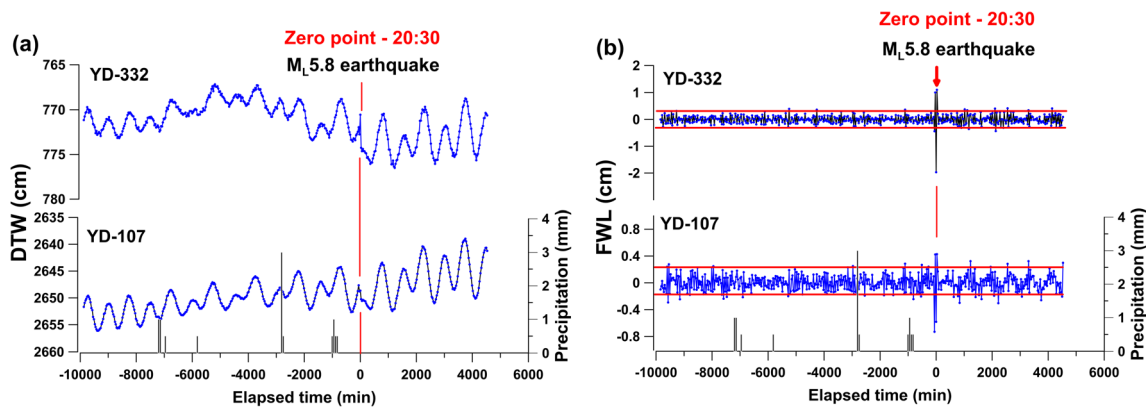 (a)
Zero point - 20:30
ML5.8 earthquake
YD-332
765
770
775
780
DTW (cm)
YD-107
2635
2640
2645
2650
2655
2660
4
3
2
1
0
Precipitation (mm)
-10000 -8000 -6000 -4000 -2000 0 2000 4000 6000
Elapsed time (min)
(b)
Zero point - 20:30
ML5.8 earthquake
YD-332
2
1
0
-1
-2
FWL (cm)
YD-107
0.8
0.4
0
-0.4
-0.8
4
3
2
1
0
Precipitation (mm)
-10000 -8000 -6000 -4000 -2000 0 2000 4000 6000
Elapsed time (min)